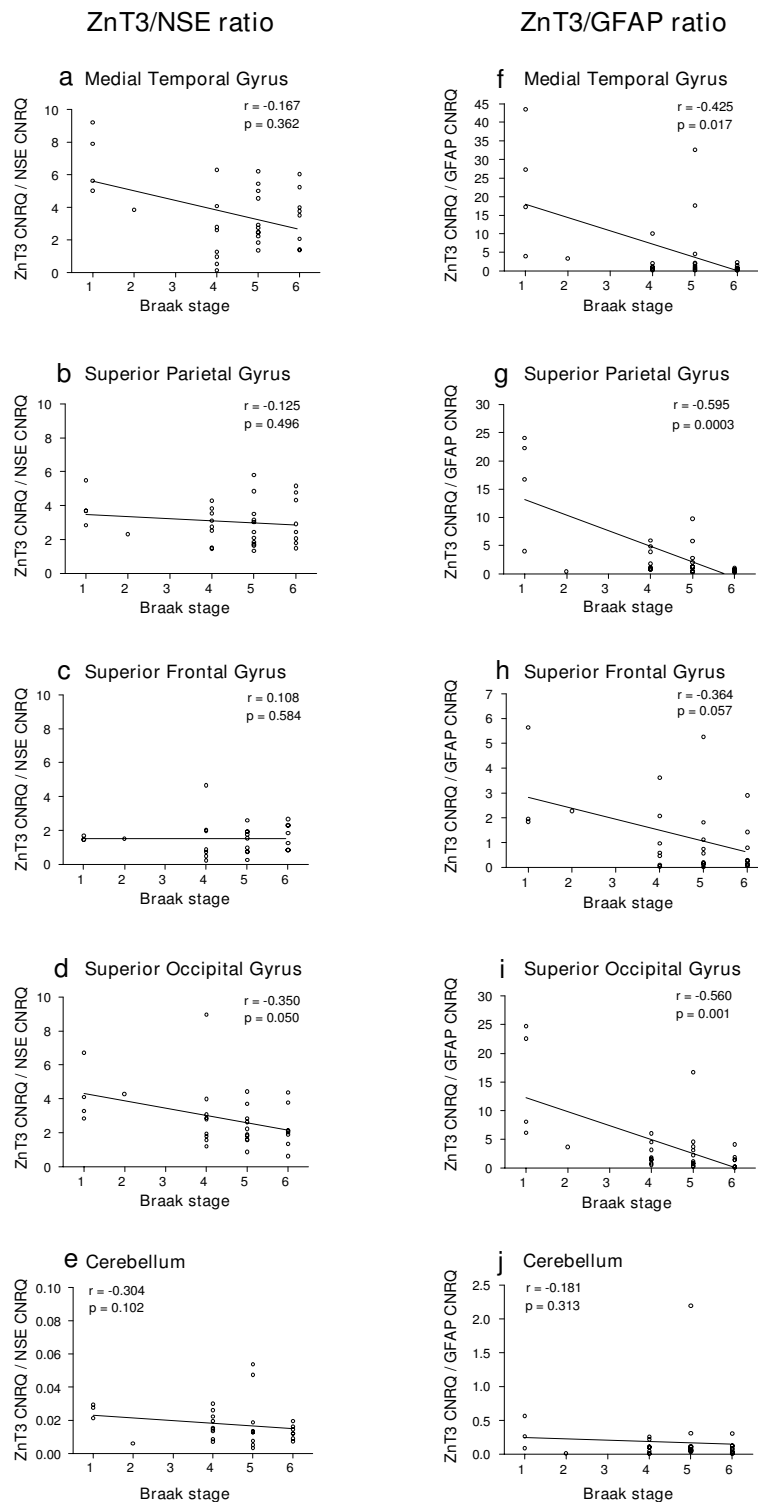 ZnT3/NSE ratio
ZnT3/GFAP ratio
a Medial Temporal Gyrus
r = -0.167
p = 0.362
ZnT3 CNRQ / NSE CNRQ
10
8
6
4
2
0
1 2 3 4 5 6
Braak stage
f Medial Temporal Gyrus
r = -0.425
p = 0.017
ZnT3 CNRQ / GFAP CNRQ
45
40
35
30
25
20
15
10
5
0
1 2 3 4 5 6
Braak stage
b Superior Parietal Gyrus
r = -0.125
p = 0.496
ZnT3 CNRQ / NSE CNRQ
10
8
6
4
2
0
1 2 3 4 5 6
Braak stage
g Superior Parietal Gyrus
r = -0.595
p = 0.0003
ZnT3 CNRQ / GFAP CNRQ
30
25
20
15
10
5
0
1 2 3 4 5 6
Braak stage
c Superior Frontal Gyrus
r = 0.108
p = 0.584
ZnT3 CNRQ / NSE CNRQ
10
8
6
4
2
0
1 2 3 4 5 6
Braak stage
h Superior Frontal Gyrus
r = -0.364
p = 0.057
ZnT3 CNRQ / GFAP CNRQ
7
6
5
4
3
2
1
0
1 2 3 4 5 6
Braak stage
d Superior Occipital Gyrus
r = -0.350
p = 0.050
ZnT3 CNRQ / NSE CNRQ
10
8
6
4
2
0
1 2 3 4 5 6
Braak stage
i Superior Occipital Gyrus
r = -0.560
p = 0.001
ZnT3 CNRQ / GFAP CNRQ
30
25
20
15
10
5
0
1 2 3 4 5 6
Braak stage
e Cerebellum
r = -0.304
p = 0.102
ZnT3 CNRQ / NSE CNRQ
0.10
0.08
0.06
0.04
0.02
0.00
1 2 3 4 5 6
Braak stage
j Cerebellum
r = -0.181
p = 0.313
ZnT3 CNRQ / GFAP CNRQ
2.5
2.0
1.5
1.0
0.5
0.0
1 2 3 4 5 6
Braak stage